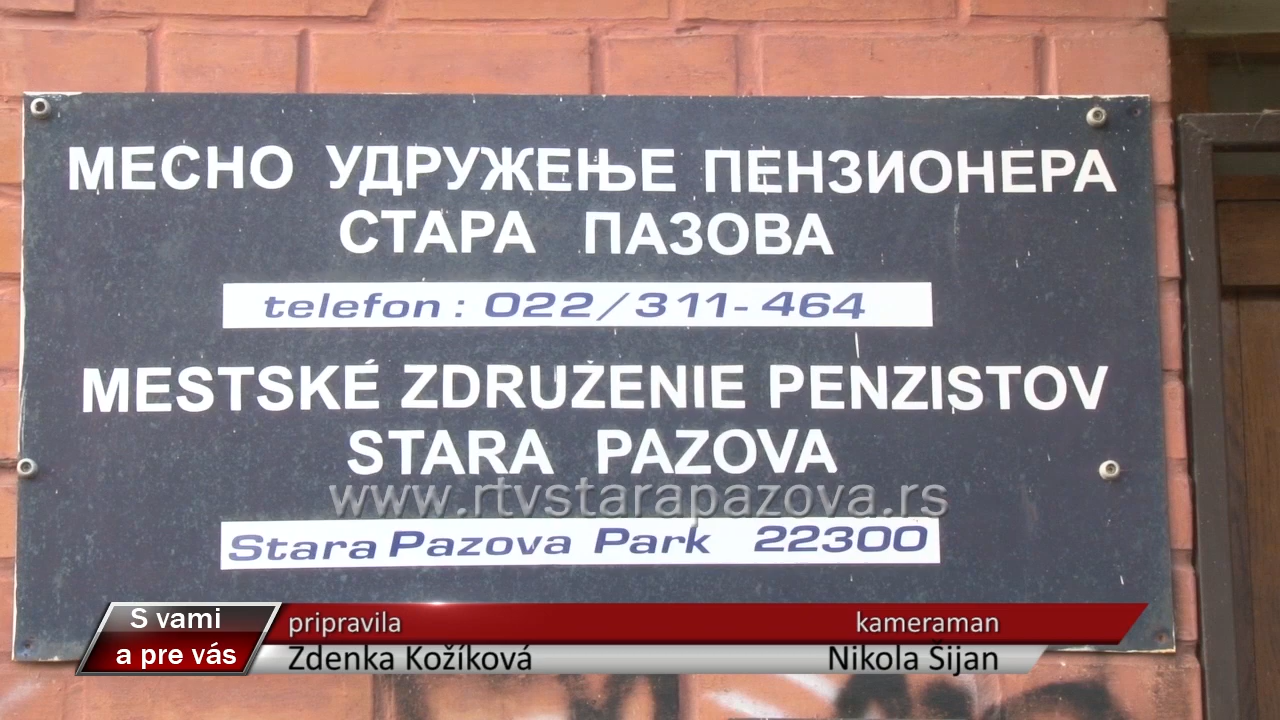 МЕСНО УДРУЖЕЊЕ ПЕНЗИОНЕРА
СТАРА ПАЗОВА
telefon : 022/311-464
MESTSKÉ ZDRUŽENIE PENZISTOV
STARA PAZOVA
www.rtvstarapazova.rs
Stara Pazova Park 22300
S vami
a pre vás
pripravila
kameraman
Zdenka Kožíková
Nikola Šijan